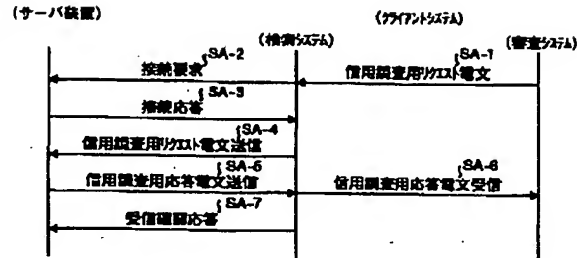 (サーバ装置)
(クライアントシステム)
(検索システム)
(審査システム)
SA-2
接続要求
SA-1
信用調査用リクエスト電文
SA-3
接続応答
SA-4
信用調査用リクエスト電文送信
SA-5
信用調査用応答電文送信
SA-6
信用調査用応答電文受信
SA-7
受信確認応答